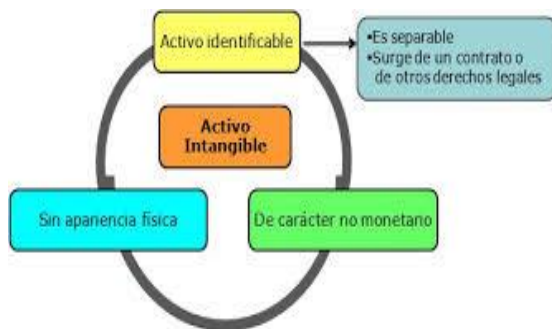 Activo identificable
•Es separable
•Surge de un contrato o
de otros derechos legales
Activo
Intangible
Sin apariencia física
De carácter no monetario